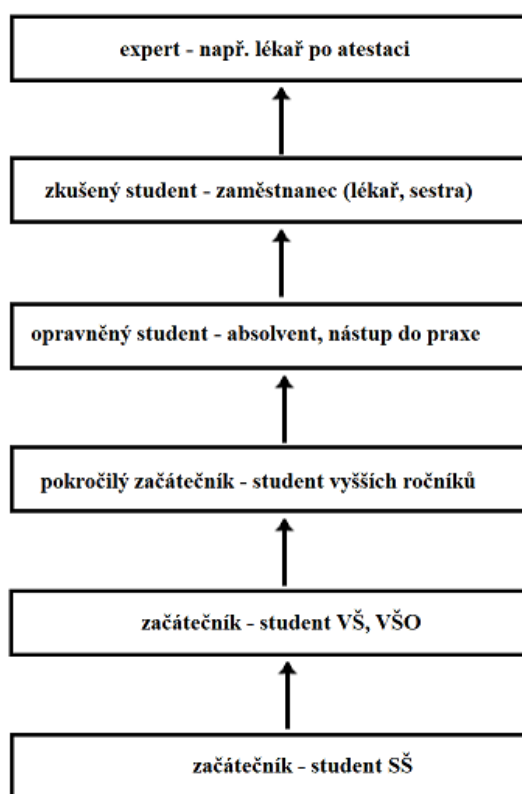 expert - např. lékař po atestaci
zkušený student - zaměstnanec (lékař, sestra)
opravněný student - absolvent, nástup do praxe
pokročilý začátečník - student vyšších ročníků
začátečník - student VŠ, VŠO
začátečník - student SŠ